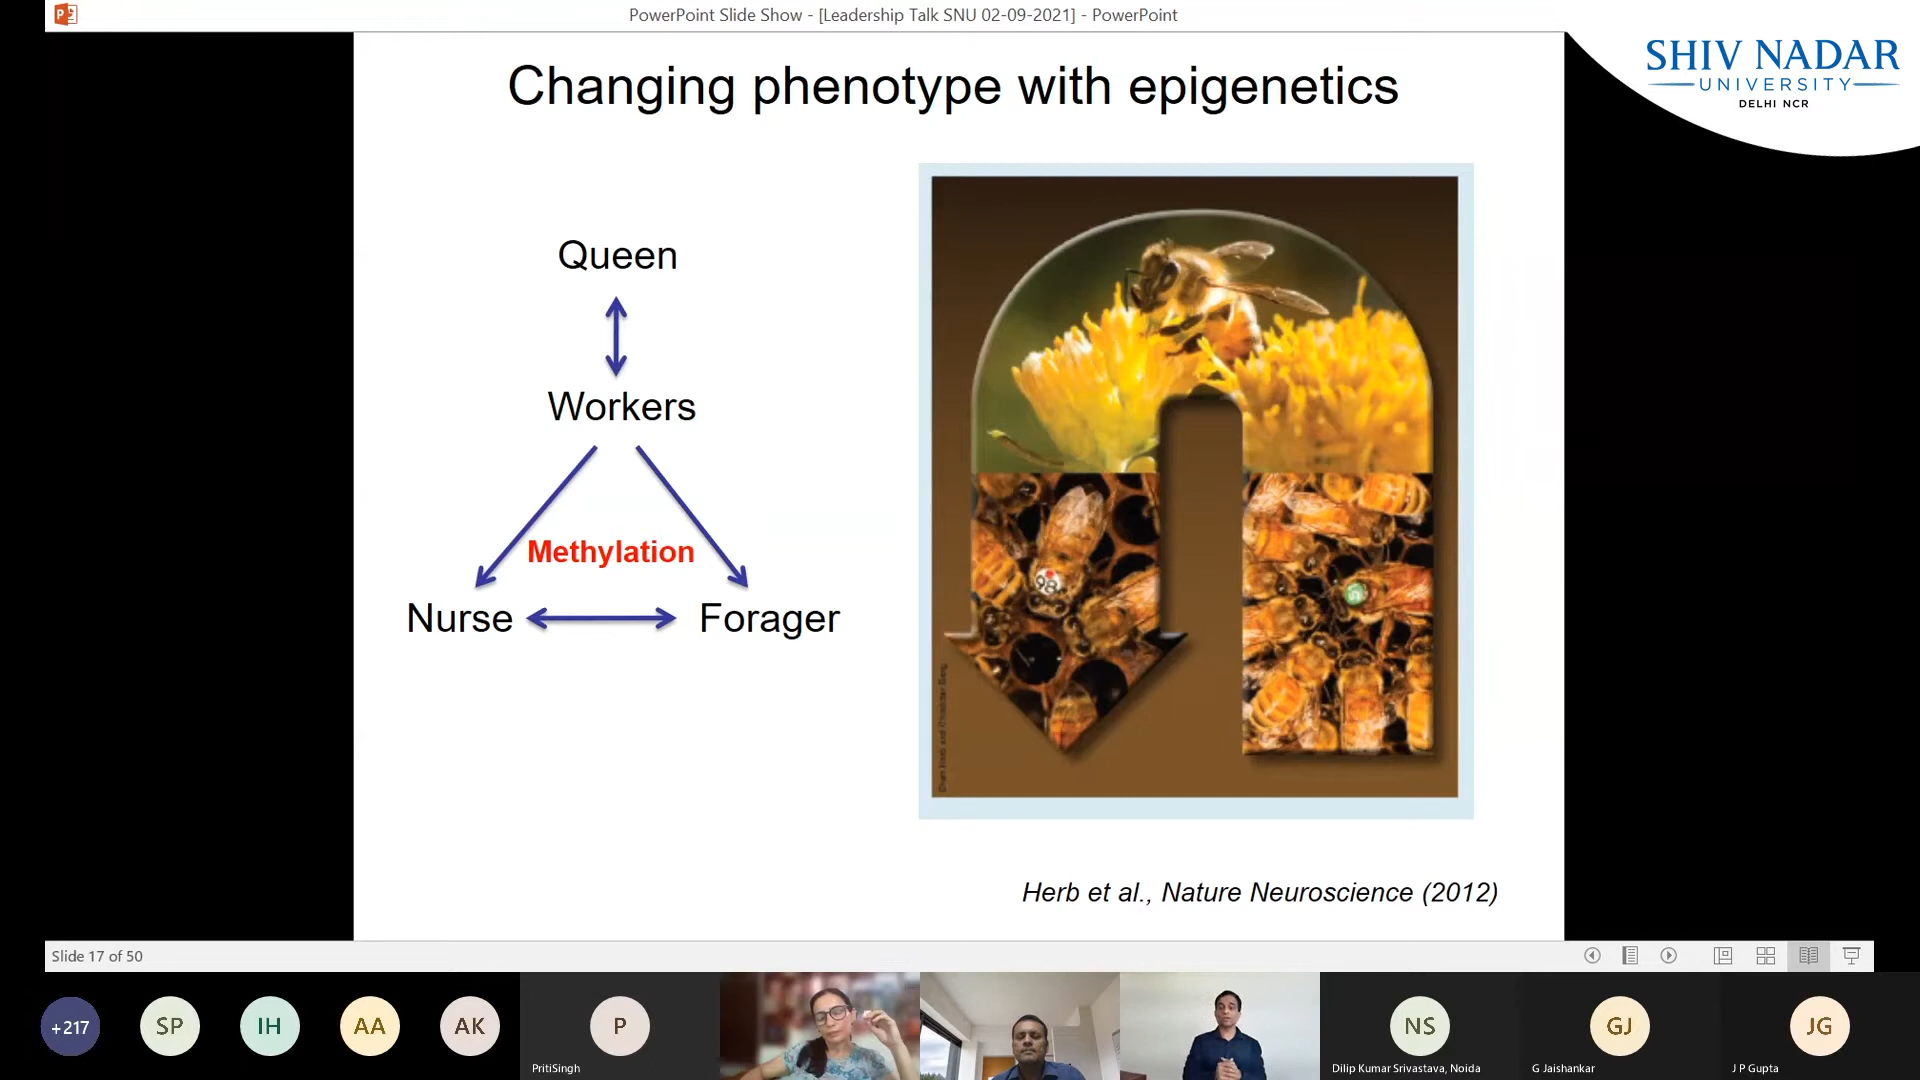 PowerPoint Slide Show - [Leadership Talk SNU 02-09-2021] - PowerPoint
SHIV NADAR
UNIVERSITY
DELHI NCR
Changing phenotype with epigenetics
Queen
Workers
Methylation
Nurse
Forager
98
Herb et al., Nature Neuroscience (2012)
Slide 17 of 50
+217
SP
IH
AA
AK
P
PritiSingh
NS
Dilip Kumar Srivastava, Noida
GJ
G Jaishankar
JG
J P Gupta